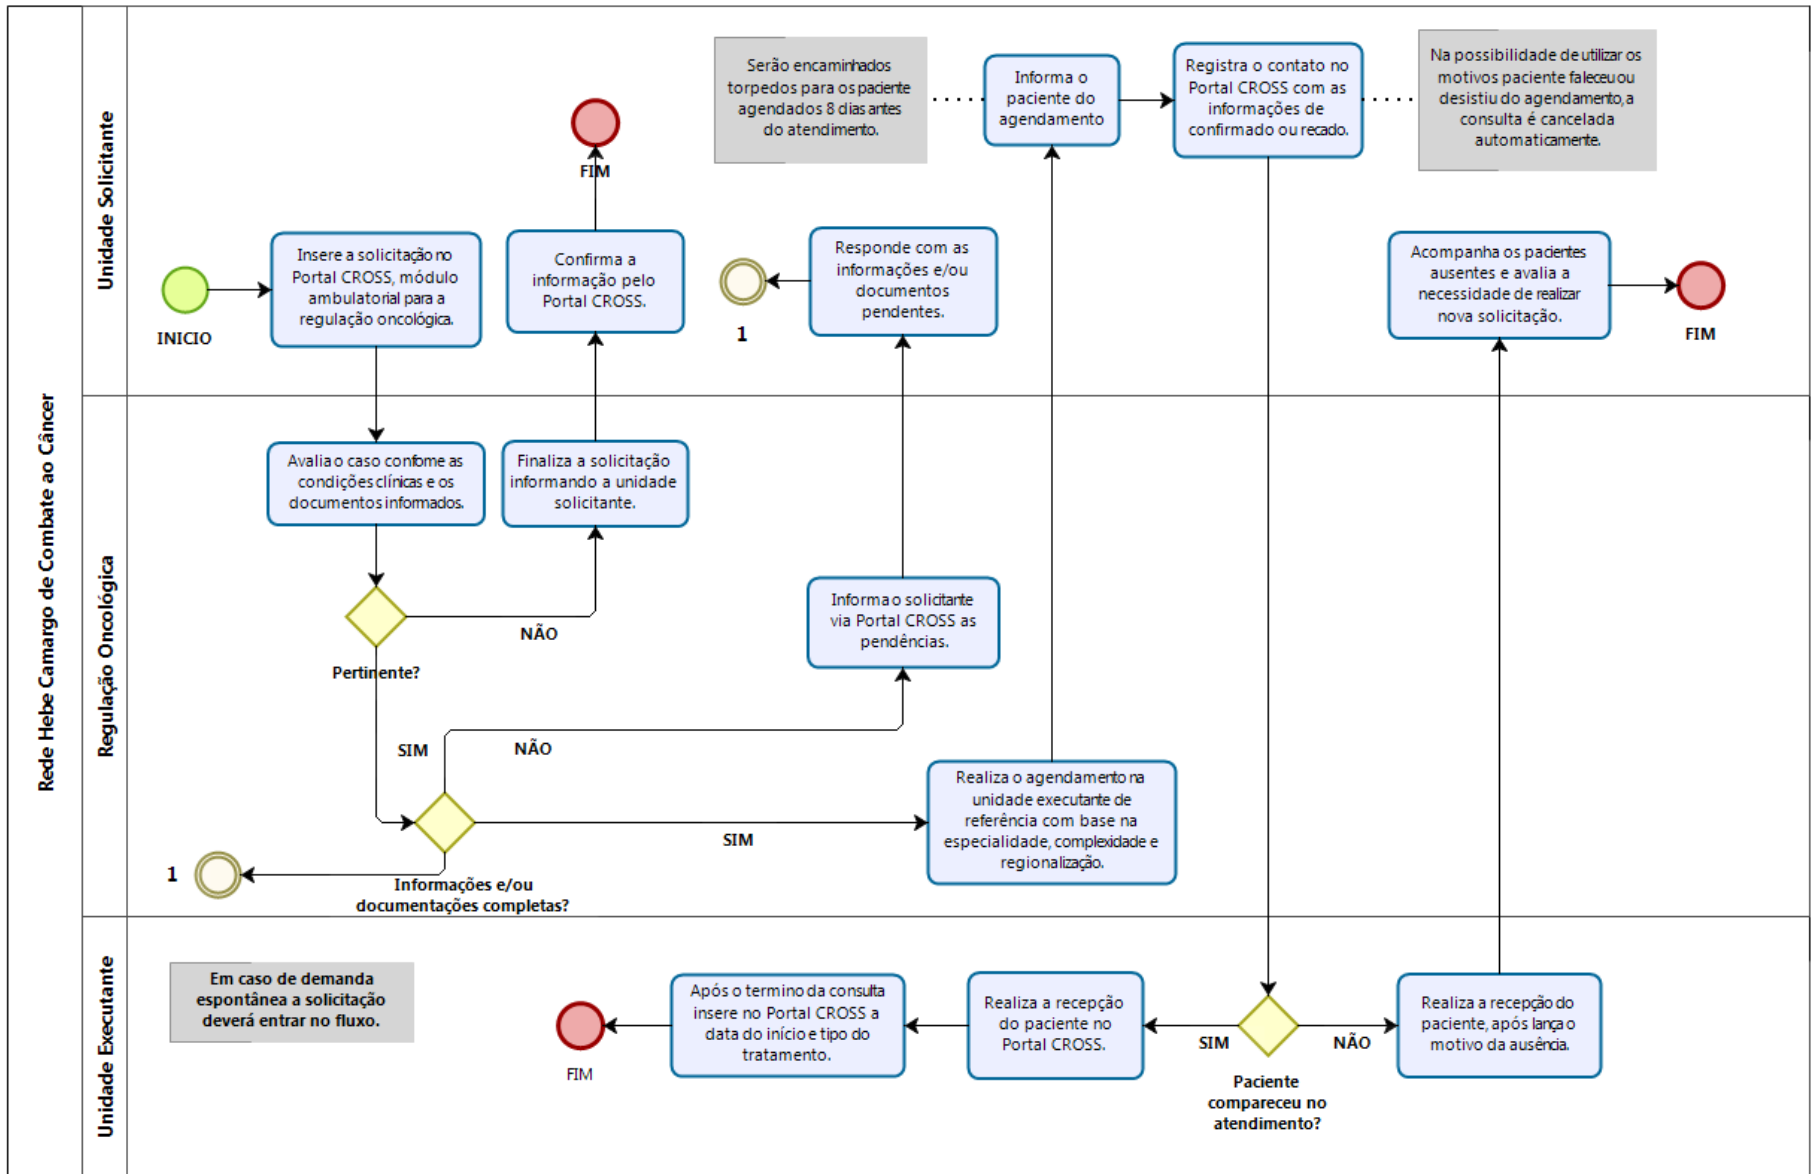 Rede Hebe Camargo de Combate ao Câncer
Unidade Solicitante
INICIO
Insere a solicitação no
Portal CROSS, módulo
ambulatorial para a
regulação oncológica.
FIM
Confirma a
informação pelo
Portal CROSS.
Serão encaminhados
torpedos para os paciente
agendados 8 dias antes
do atendimento.
Informa o
paciente do
agendamento
Registra o contato no
Portal CROSS com as
informações de
confirmado ou recado.
Na possibilidade de utilizar os
motivos paciente faleceu ou
desistiu do agendamento, a
consulta é cancelada
automaticamente.
1
Responde com as
informações e/ou
documentos
pendentes.
Acompanha os pacientes
ausentes e avalia a
necessidade de realizar
nova solicitação.
FIM
Regulação Oncológica
Avalia o caso confome as
condições clínicas e os
documentos informados.
Finaliza a solicitação
informando a unidade
solicitante.
NÃO
Pertinente?
Informa o solicitante
via Portal CROSS as
pendências.
SIM
NÃO
SIM
Realiza o agendamento na
unidade executante de
referência com base na
especialidade, complexidade e
regionalização.
1
Informações e/ou
documentações completas?
Unidade Executante
Em caso de demanda
espontânea a solicitação
deverá entrar no fluxo.
FIM
Após o termino da consulta
insere no Portal CROSS a
data do início e tipo do
tratamento.
Realiza a recepção
do paciente no
Portal CROSS.
SIM
NÃO
Paciente
compareceu no
atendimento?
Realiza a recepção do
paciente, após lança o
motivo da ausência.